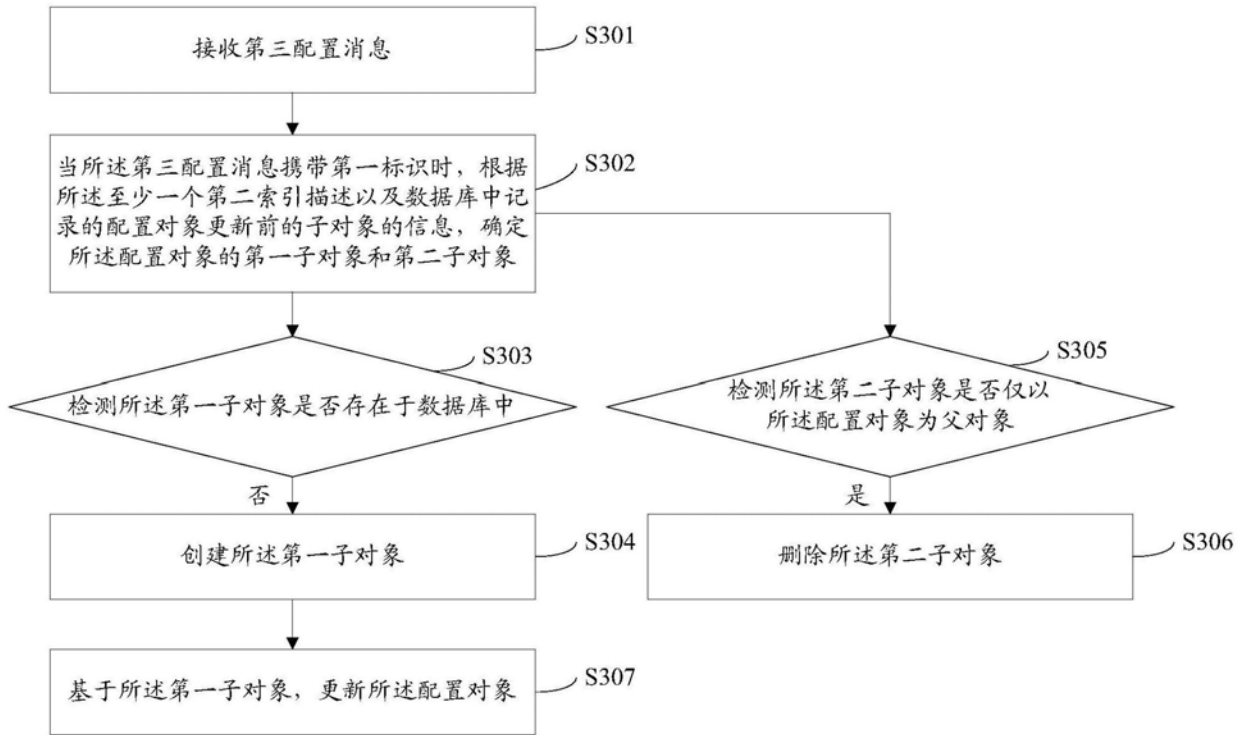 接收第三配置消息
S301
当所述第三配置消息携带第一标识时，根据
所述至少一个第二索引描述以及数据库中记
录的配置对象更新前的子对象的信息，确定
所述配置对象的第一子对象和第二子对象
S302
检测所述第一子对象是否存在于数据库中
S303
否
创建所述第一子对象
S304
检测所述第二子对象是否仅以
所述配置对象为父对象
S305
是
删除所述第二子对象
S306
基于所述第一子对象，更新所述配置对象
S307